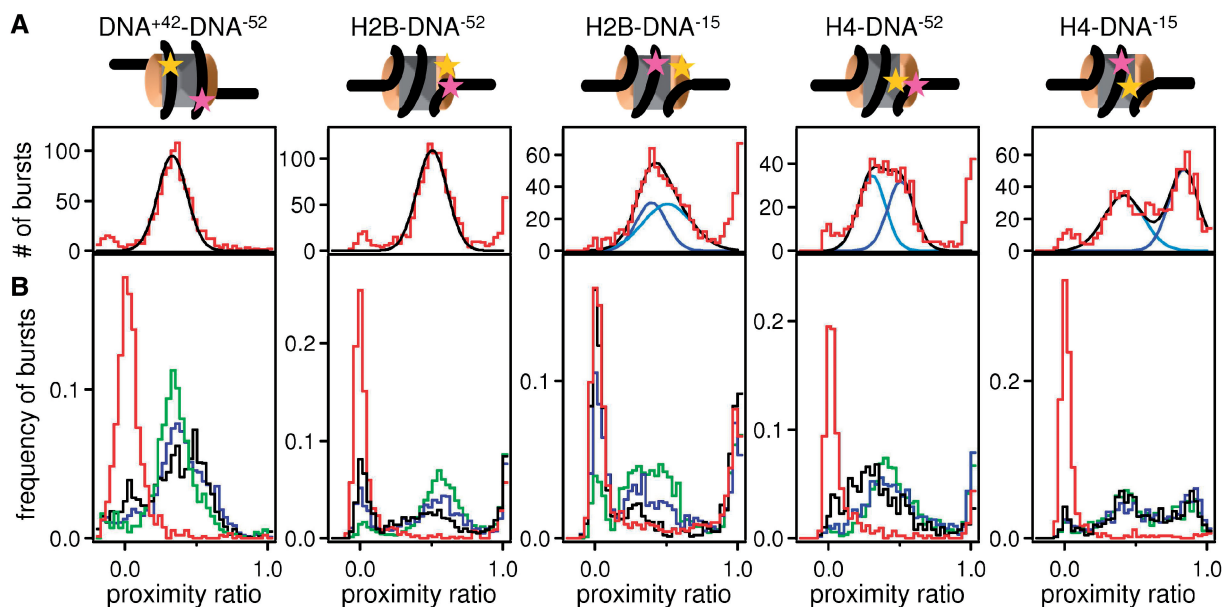 A DNA+42-DNA-52 H2B-DNA-52 H2B-DNA-15 H4-DNA-52 H4-DNA-15
# of bursts
100 100 60 40 60
50 50 40 20 40
20 20
0 0 0 0 0
B
frequency of bursts
0.1 0.2 0.1 0.2 0.2
0.1 0.1
0.0 0.0 0.0 0.0 0.0
0.0 1.0 0.0 1.0 0.0 1.0 0.0 1.0 0.0 1.0
proximity ratio proximity ratio proximity ratio proximity ratio proximity ratio